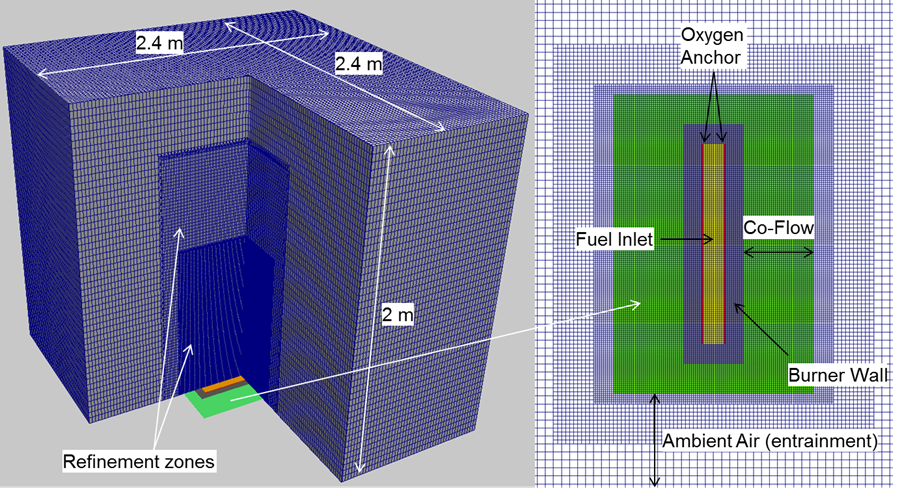 2.4 m
2.4 m
2 m
Refinement zones
Oxygen
Anchor
Fuel Inlet
Co-Flow
Burner Wall
Ambient Air (entrainment)